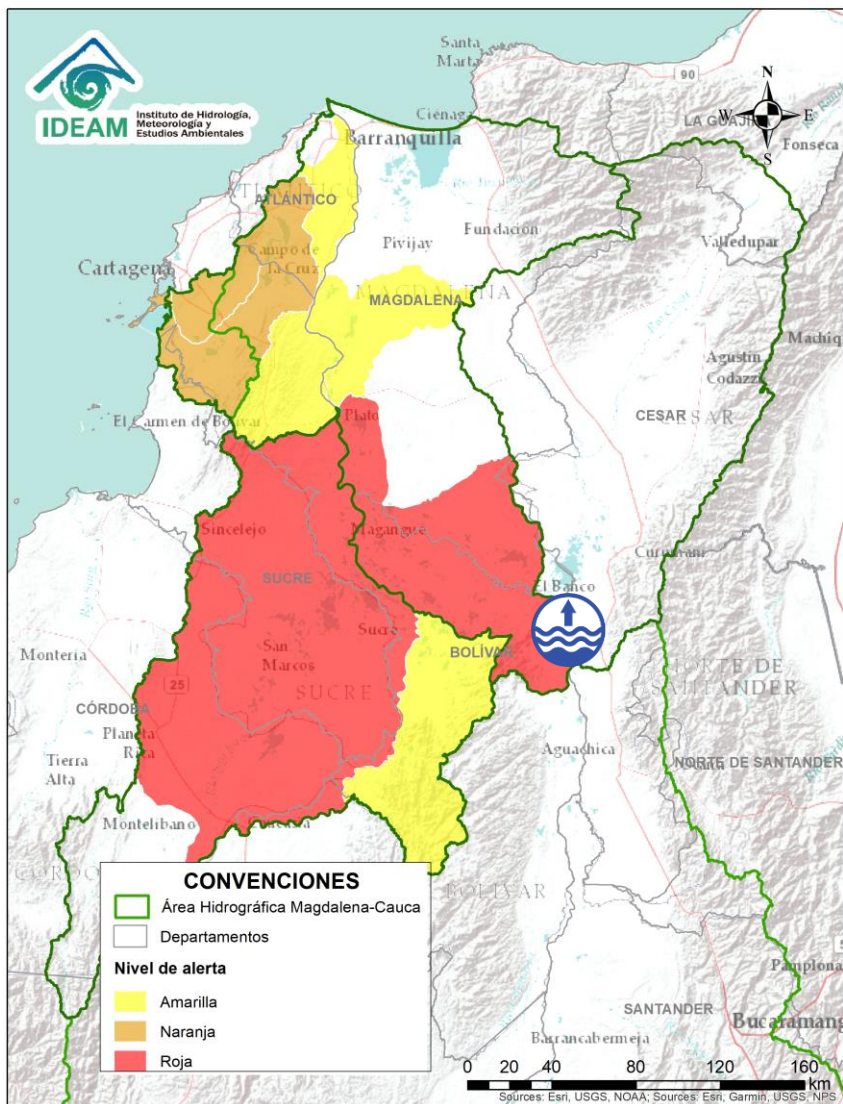 IDEAM
Instituto de Hidrología,
Meteorología y
Estudios Ambientales
Santa
Marta
90
N
W
E
S
Ciénaga
LA GUAJIRA
Fonseca
Barranquilla
ATLÁNTICO
Pivijay
Fundación
Valledupar
Cartagena
Campo de
la Cruz
MAGDALENA
Agustín
Codazzi
El Carmen de Bolívar
Plato
CESAR
CESAR
Sincelejo
Magangué
Curumaní
El Banco
SUCRE
Sucre
Montería
San
Marcos
BOLÍVAR
SUCRE
25
NORTE DE
SANTANDER
CÓRDOBA
Planeta
Rica
Tierra
Alta
Aguachica
NORTE DE SANTANDER
Montelíbano
Caucasia
BOLÍVAR
CONVENCIONES
Área Hidrográfica Magdalena-Cauca
Departamentos
Nivel de alerta
Amarilla
Naranja
Roja
Pamplona
SANTANDER
Bucaramang
Barrancabermeja
0 20 40 80 120 160
km
Sources: Esri, USGS, NOAA; Sources: Esri, Garmin, USGS, NPS